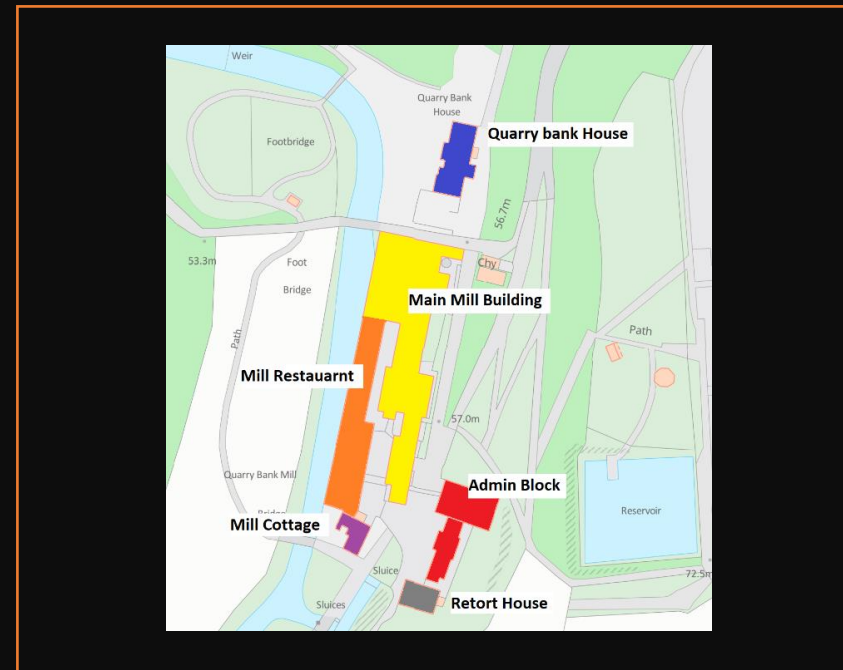 Weir
Quarry Bank
House
Quarry bank House
Footbridge
56.7m
53.3m
Foot
Bridge
Chy
Main Mill Building
Path
Path
Mill Restauarnt
57.0m
Quarry Bank Mill
Admin Block
Reservoir
Mill Cottage
Sluice
72.5m
Sluices
Retort House